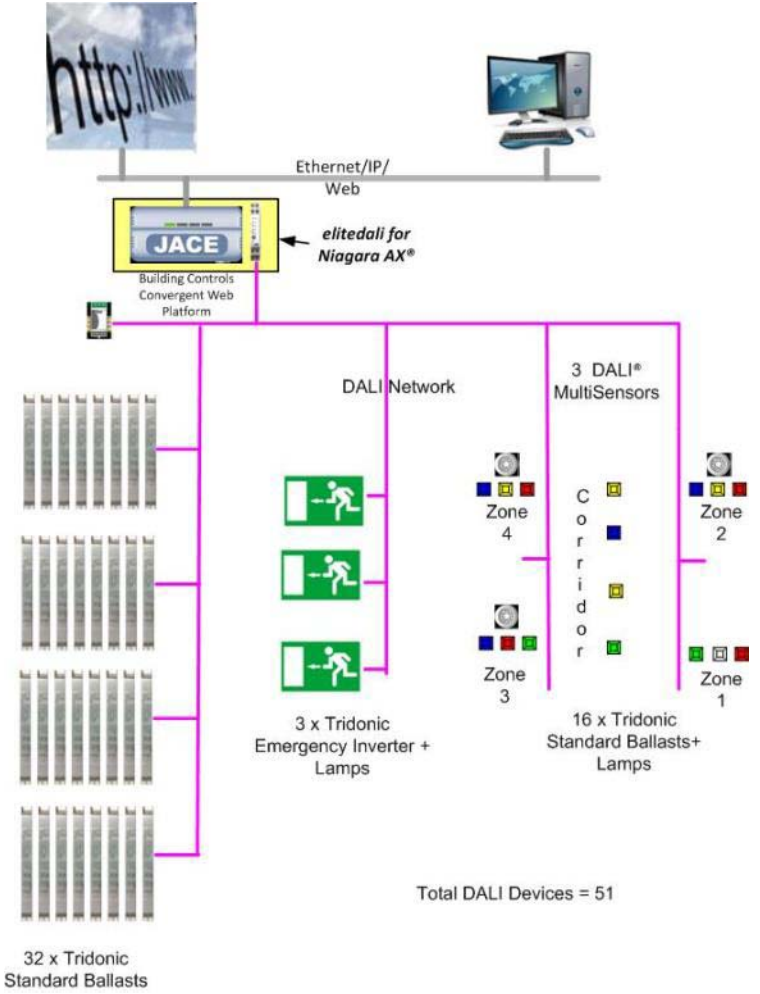 http://www.
Ethernet/IP/
Web
JACE
elitedali for
Niagara AX®
Building Controls
Convergent Web
Platform
DALI Network
3 DALI®
MultiSensors
Zone
4
Corridor
Zone
2
Zone
3
Zone
1
3 x Tridonic
Emergency Inverter +
Lamps
16 x Tridonic
Standard Ballasts+
Lamps
Total DALI Devices = 51
32 x Tridonic
Standard Ballasts